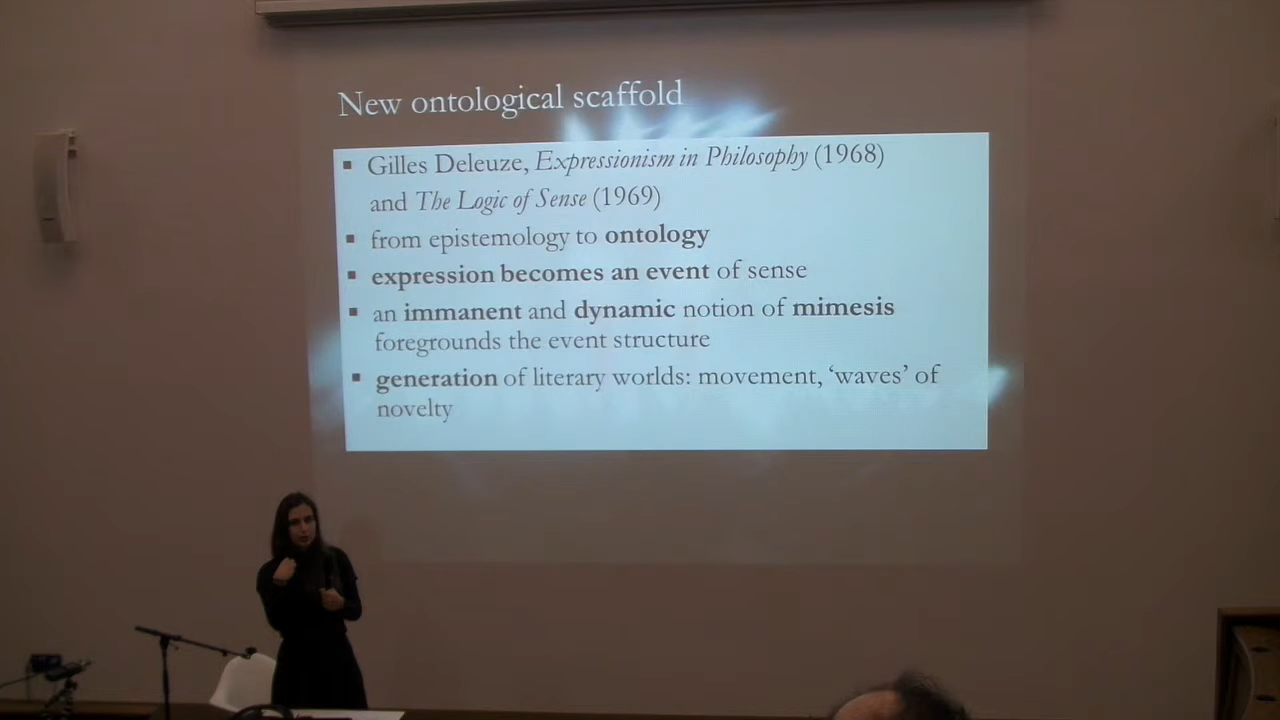 New ontological scaffold
▪ Gilles Deleuze, Expressionism in Philosophy (1968)
and The Logic of Sense (1969)
▪ from epistemology to ontology
▪ expression becomes an event of sense
▪ an immanent and dynamic notion of mimesis
foregrounds the event structure
▪ generation of literary worlds: movement, ‘waves’ of
novelty